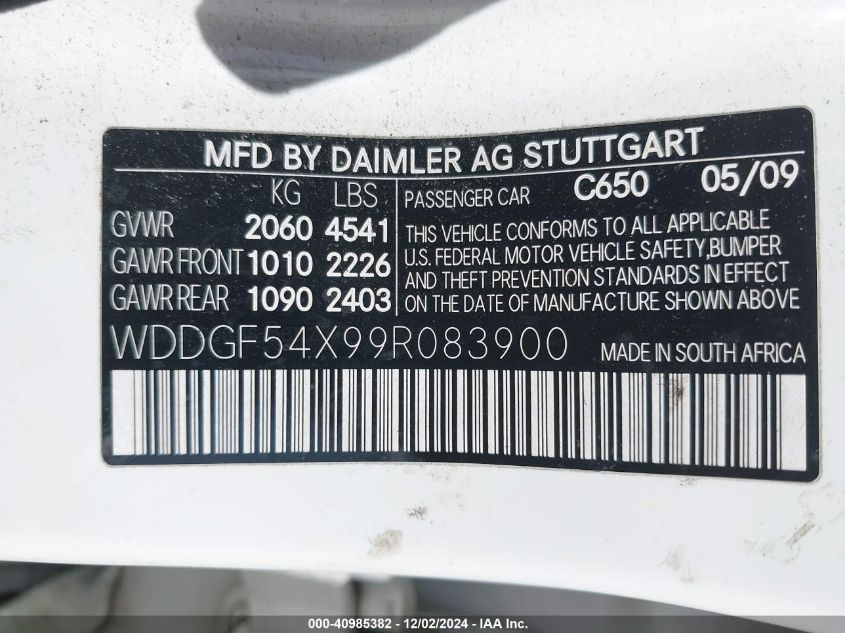 MFD BY DAIMLER AG STUTTGART
KG LBS
GVWR 2060 4541
GAWR FRONT 1010 2226
GAWR REAR 1090 2403
PASSENGER CAR C650 05/09
THIS VEHICLE CONFORMS TO ALL APPLICABLE
U.S. FEDERAL MOTOR VEHICLE SAFETY,BUMPER
AND THEFT PREVENTION STANDARDS IN EFFECT
ON THE DATE OF MANUFACTURE SHOWN ABOVE
WDDGF54X99R083900 MADE IN SOUTH AFRICA
000-40985382 - 12/02/2024 - IAA Inc.